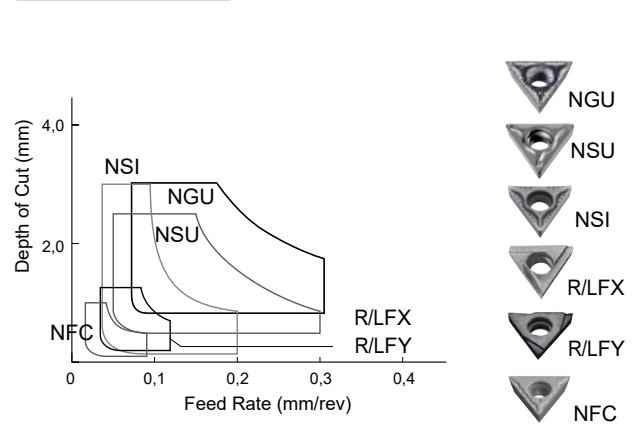 NGU
NSU
NSI
R/LFX
R/LFY
NFC
Depth of Cut (mm)
4,0
2,0
NSI
NGU
NSU
NFC
R/LFX
R/LFY
0
0,1
0,2
0,3
0,4
Feed Rate (mm/rev)